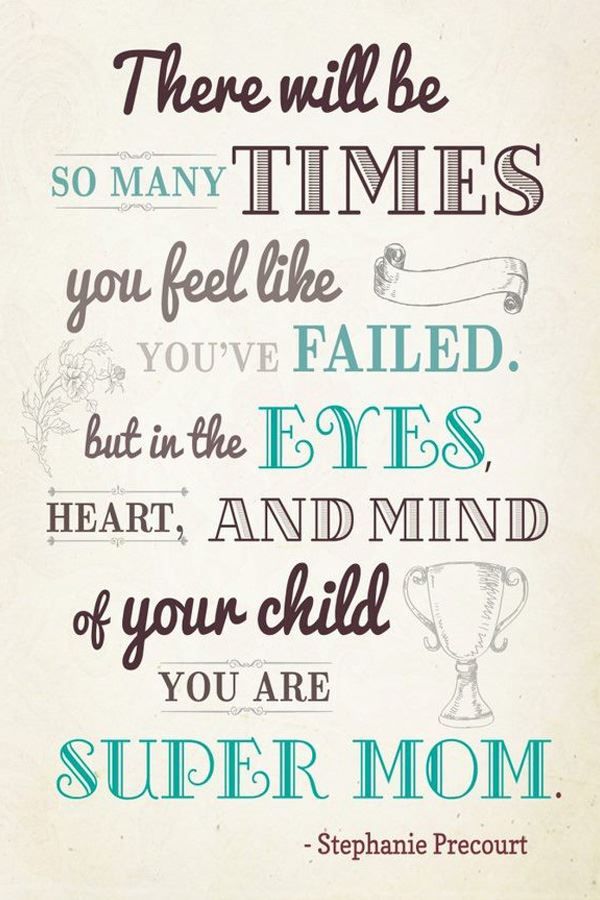 There will be
SO MANY TIMES
you feel like
YOU'VE FAILED.
but in the EYES,
HEART, AND MIND
of your child
YOU ARE
SUPER MOM.
- Stephanie Precourt